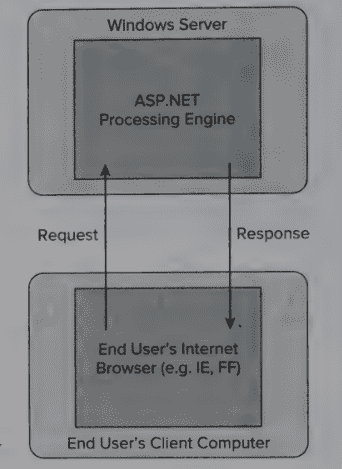 Windows Server
ASP.NET
Processing Engine
Request
Response
End User's Internet
Browser (e.g. IE, FF)
End User's Client Computer